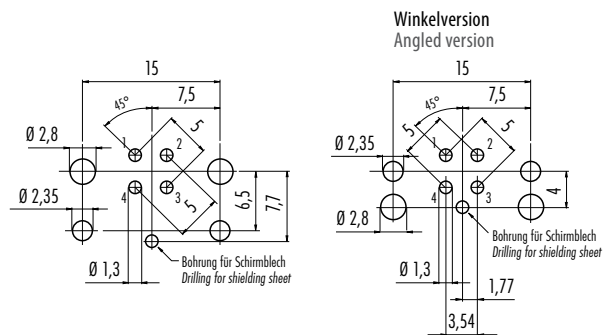 Winkelversion
Angled version
15
7,5
45°
5
Ø 2,8
1
2
Ø 2,35
4
3
5
6,5
7,7
Ø 1,3
Bohrung für Schirmblech
Drilling for shielding sheet
15
7,5
45°
5
5
Ø 2,35
1
2
4
3
4
Ø 2,8
Bohrung für Schirmblech
Drilling for shielding sheet
Ø 1,3
1,77
3,54